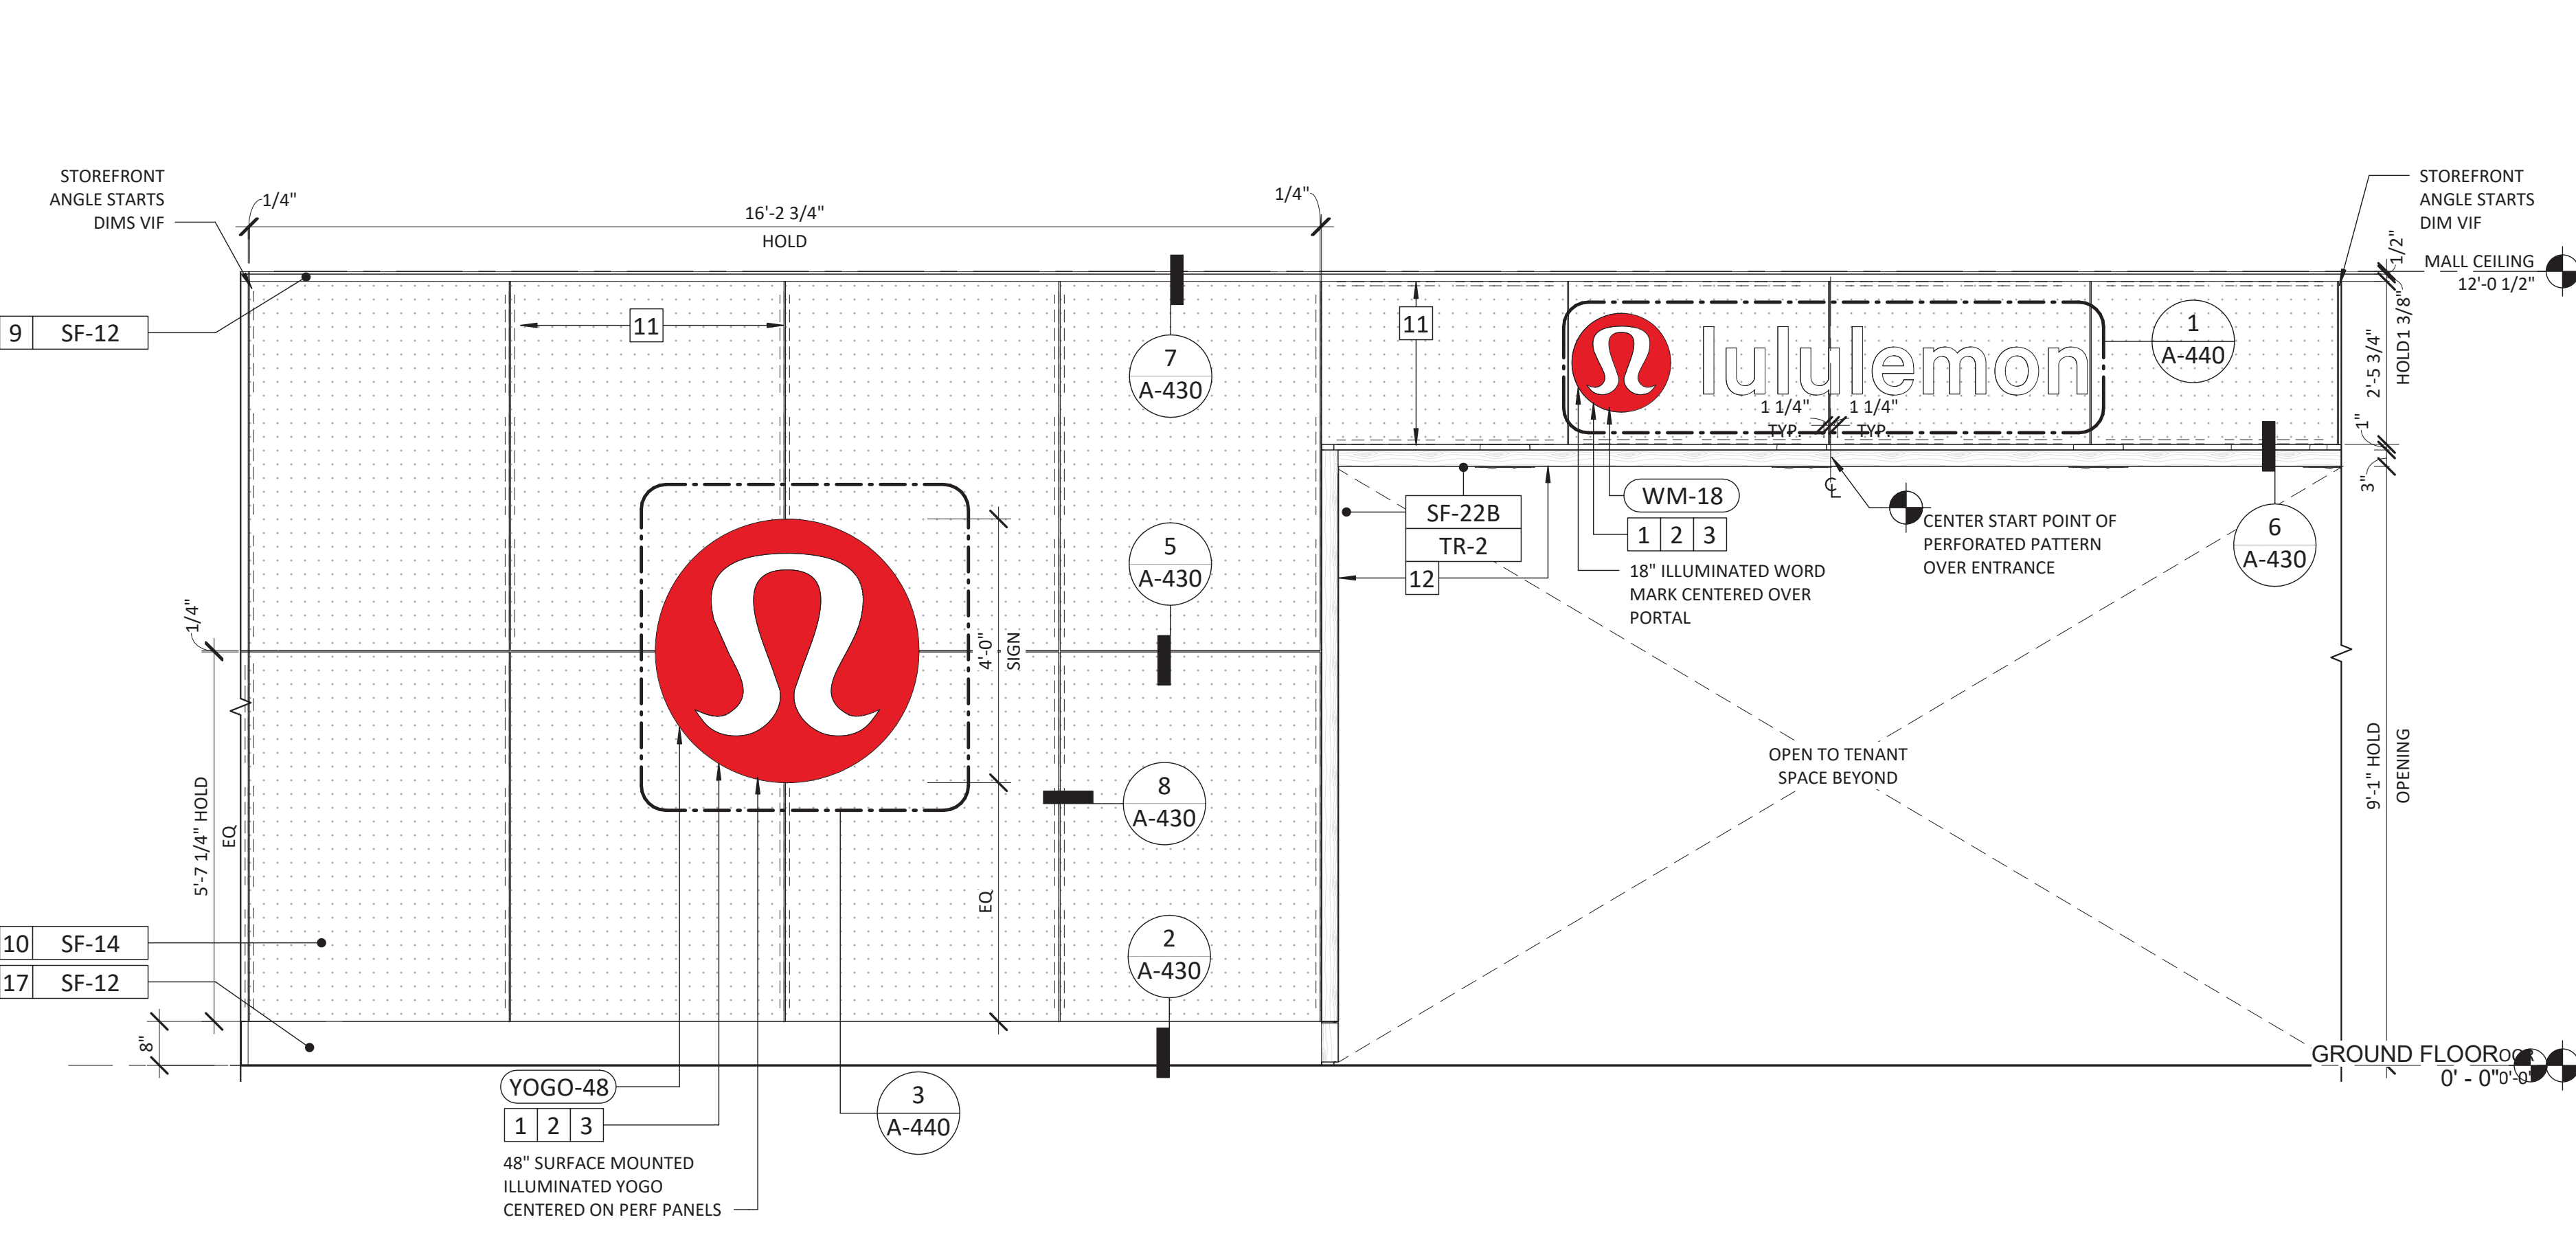 STOREFRONT
ANGLE STARTS
DIMS VIF
1/4"
16'-2 3/4"
HOLD
1/4"
STOREFRONT
ANGLE STARTS
DIM VIF
1/2"
MALL CEILING
12'-0 1/2"
9 SF-12
11
7
A-430
11
lululemon
1 1/4"
TYP.
1 1/4"
TYP.
1
A-440
1 3/8"
2'-5 3/4"
HOLD
1"
3"
5
A-430
SF-22B
TR-2
12
WM-18
1 2 3
18" ILLUMINATED WORD
MARK CENTERED OVER
PORTAL
CL
CENTER START POINT OF
PERFORATED PATTERN
OVER ENTRANCE
6
A-430
1/4"
4'-0"
SIGN
8
A-430
OPEN TO TENANT
SPACE BEYOND
9'-1" HOLD
OPENING
5'-7 1/4" HOLD
EQ
EQ
10 SF-14
17 SF-12
2
A-430
8"
GROUND FLOOR
0' - 0"
0'-0"
YOGO-48
1 2 3
48" SURFACE MOUNTED
ILLUMINATED YOGO
CENTERED ON PERF PANELS
3
A-440